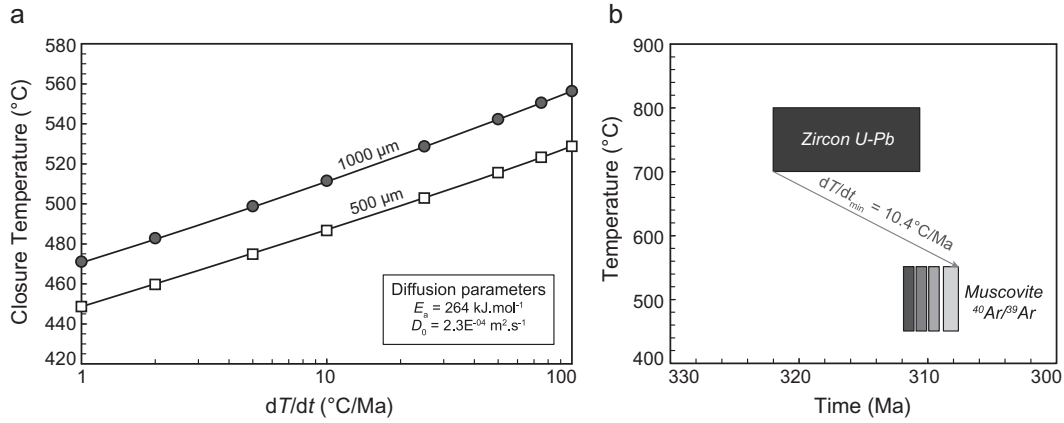 a
580
560
540
520
500
480
460
440
420
Closure Temperature (°C)
1000 µm
500 µm
Diffusion parameters
Eₐ = 264 kJ.mol⁻¹
D₀ = 2.3E⁻⁰⁴ m².s⁻¹
1
10
100
dT/dt (°C/Ma)
b
900
800
700
600
500
400
Temperature (°C)
Zircon U-Pb
dT/dt min = 10.4°C/Ma
Muscovite
⁴⁰Ar/³⁹Ar
330
320
310
300
Time (Ma)